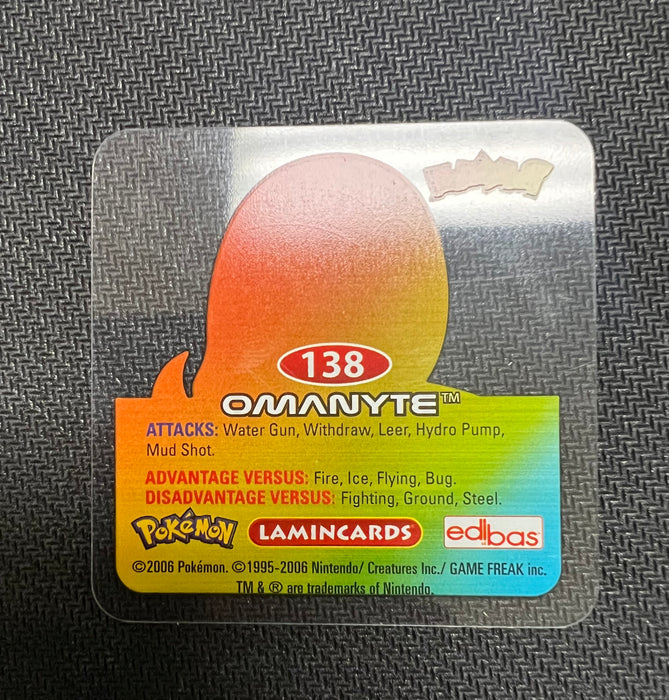 138
OMANYTE™
ATTACKS: Water Gun, Withdraw, Leer, Hydro Pump,
Mud Shot.
ADVANTAGE VERSUS: Fire, Ice, Flying, Bug.
DISADVANTAGE VERSUS: Fighting, Ground, Steel.
POKéMON LAMINCARDS® edibas
©2006 Pokémon. ©1995-2006 Nintendo/ Creatures Inc./ GAME FREAK inc.
TM & ® are trademarks of Nintendo.